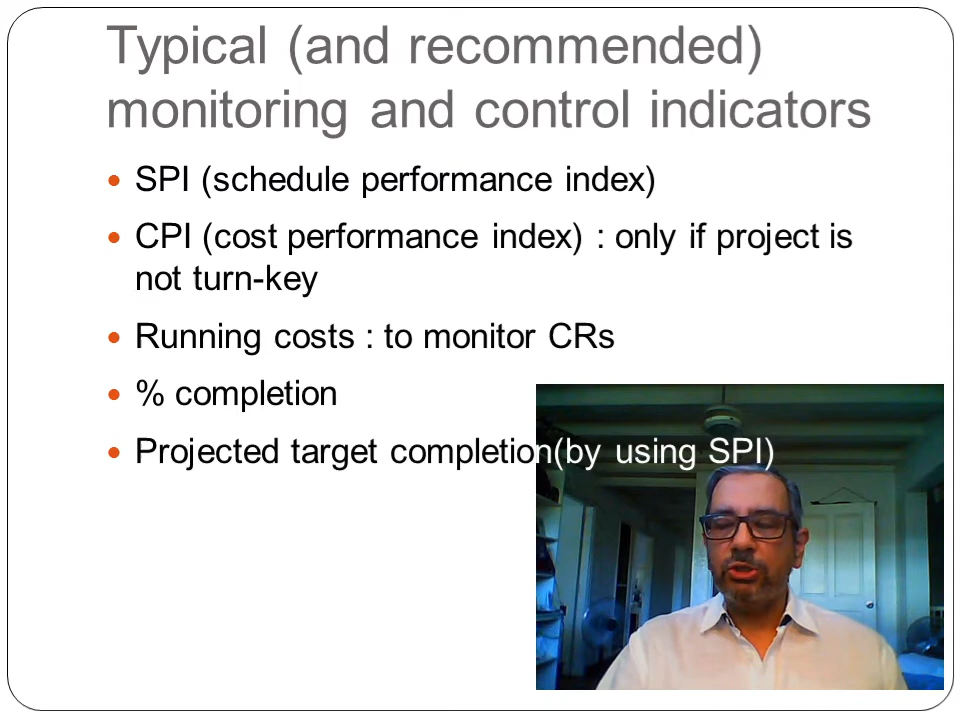 Typical (and recommended)
monitoring and control indicators
SPI (schedule performance index)
CPI (cost performance index) : only if project is
not turn-key
Running costs : to monitor CRs
% completion
Projected target completion(by using SPI)